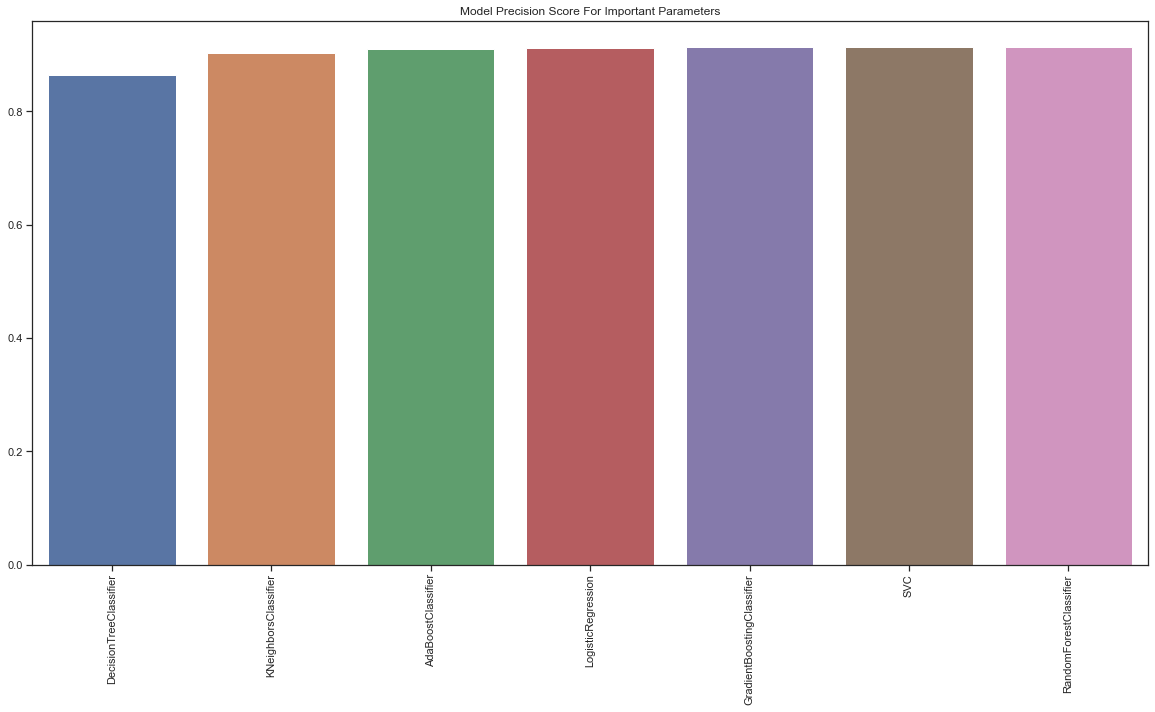 Model Precision Score For Important Parameters
0.8
0.6
0.4
0.2
0.0
DecisionTreeClassifier
KNeighborsClassifier
AdaBoostClassifier
LogisticRegression
GradientBoostingClassifier
SVC
RandomForestClassifier